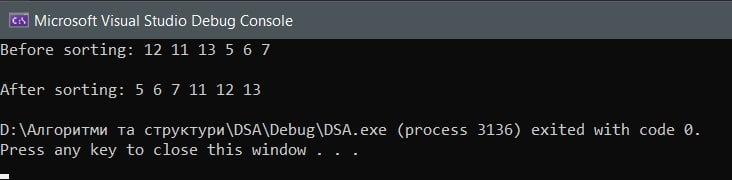 Microsoft Visual Studio Debug Console
Before sorting: 12 11 13 5 6 7
After sorting: 5 6 7 11 12 13
D:\Алгоритми та структури\DSA\Debug\DSA.exe (process 3136) exited with code 0.
Press any key to close this window . . .